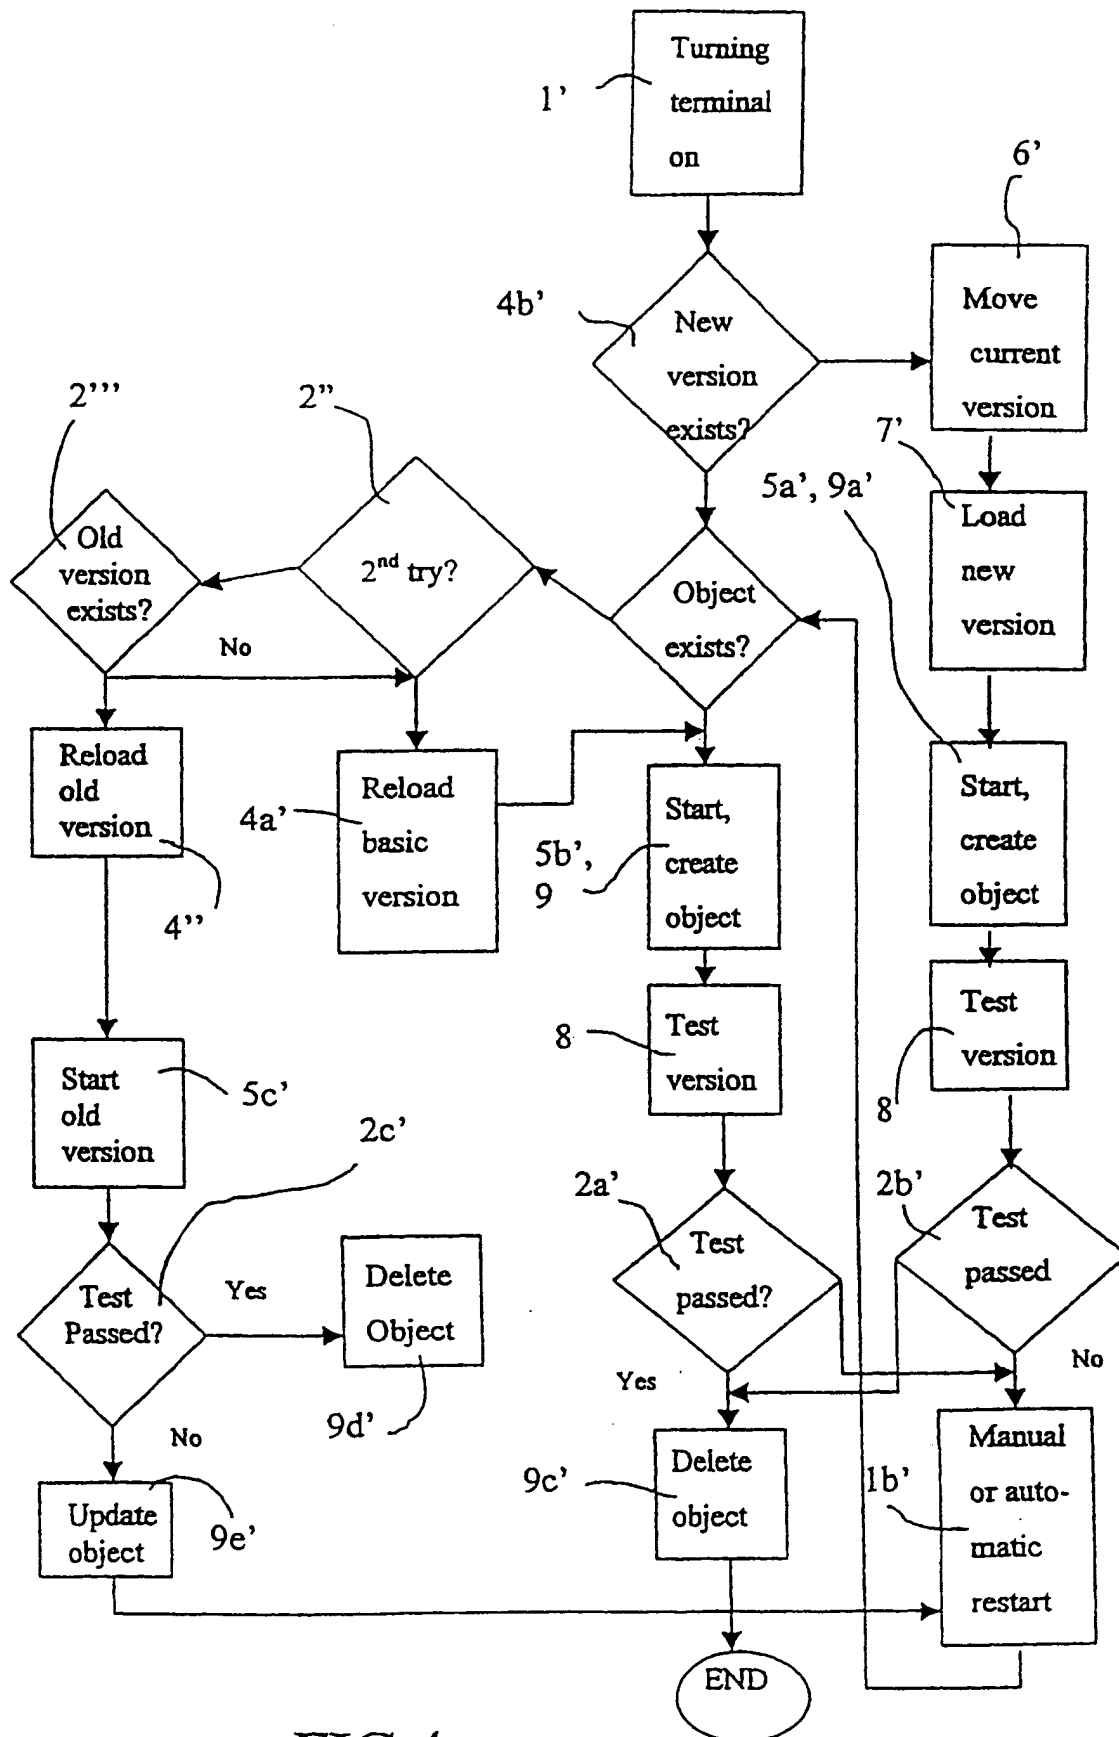 Turning
terminal
on
1’
6’
4b’
New
version
exists?
Move
current
version
2’’’
2”
7’
5a’, 9a’
Load
new
version
Old
version
exists?
2nd try?
Object
exists?
No
Reload
old
version
4’’
4a’
Reload
basic
version
5b’,
9
Start,
create
object
Start,
create
object
8
Test
version
8
Test
version
Start
old
version
5c’
2c’
2a’
2b’
Test
passed?
Test
passed
Test
Passed?
Yes
Delete
Object
9d’
Yes
No
No
Update
object
9e’
9c’
Delete
object
1b’
Manual
or auto-
matic
restart
END